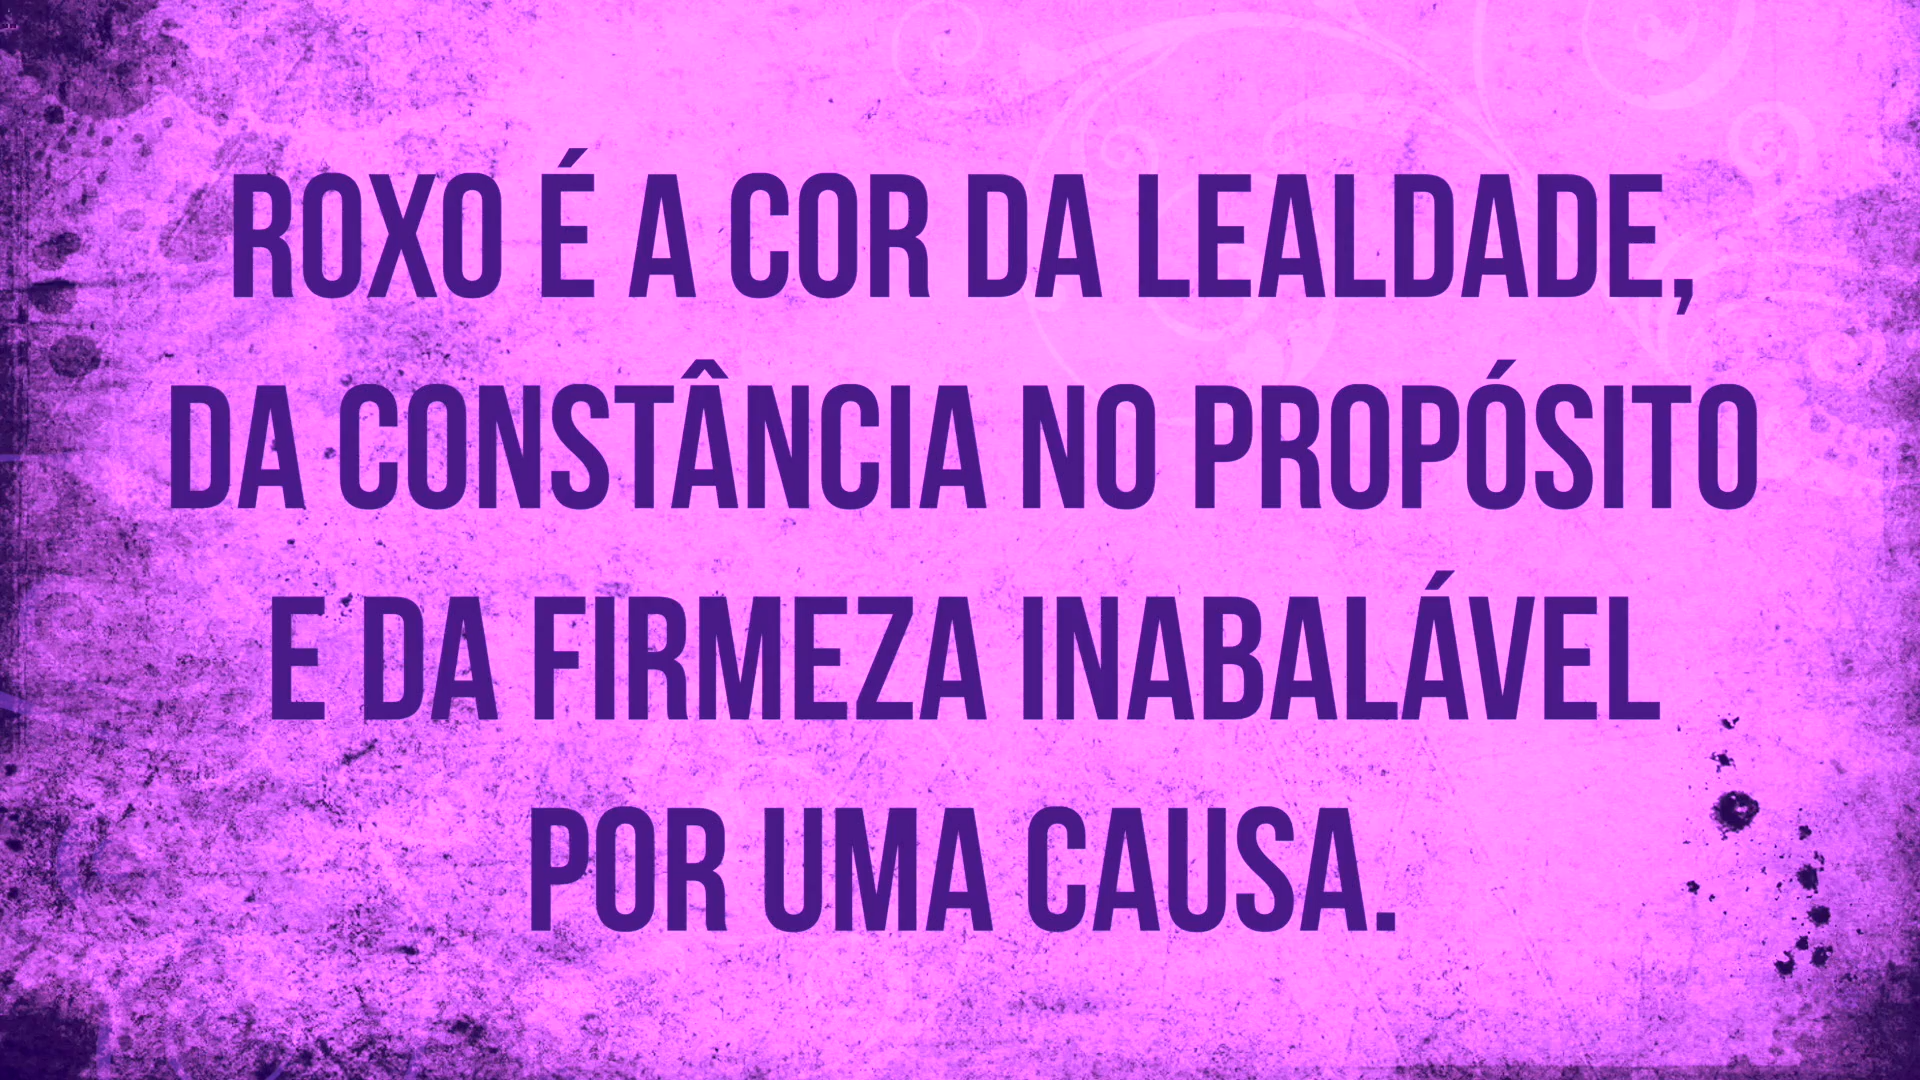 ROXO É A COR DA LEALDADE,
DA CONSTÂNCIA NO PROPÓSITO
E DA FIRMEZA INABALÁVEL
POR UMA CAUSA.